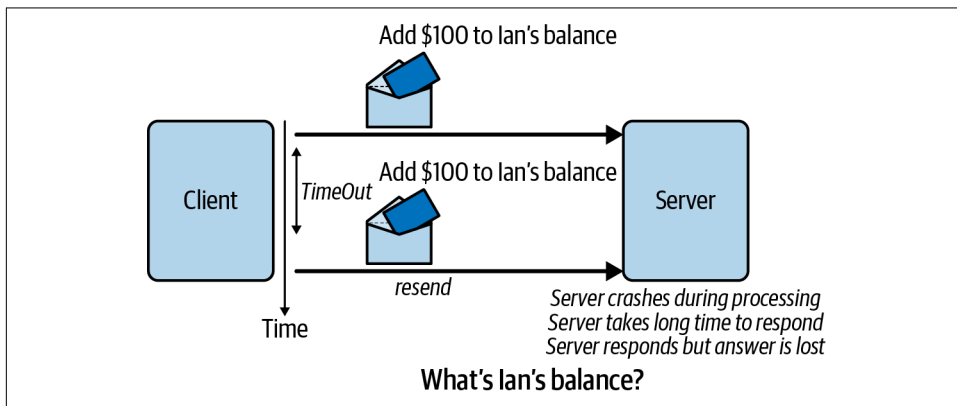 Add $100 to Ian's balance
Client
TimeOut
Add $100 to Ian's balance
Server
resend
Time
Server crashes during processing
Server takes long time to respond
Server responds but answer is lost
What's Ian's balance?